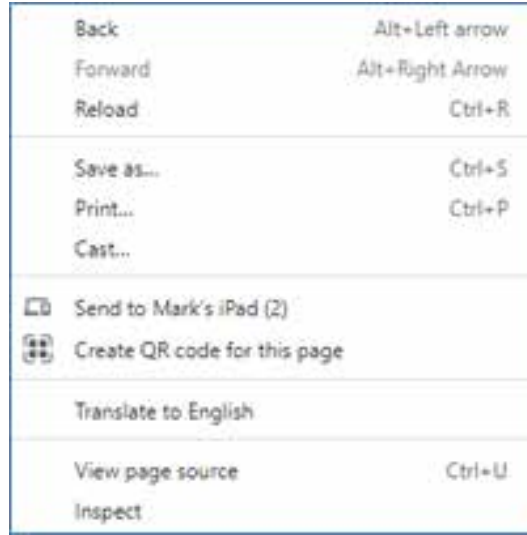 Back Alt+Left arrow
Forward Alt+Right Arrow
Reload Ctrl+R
Save as... Ctrl+S
Print... Ctrl+P
Cast...
Send to Mark's iPad (2)
Create QR code for this page
Translate to English
View page source Ctrl+U
Inspect